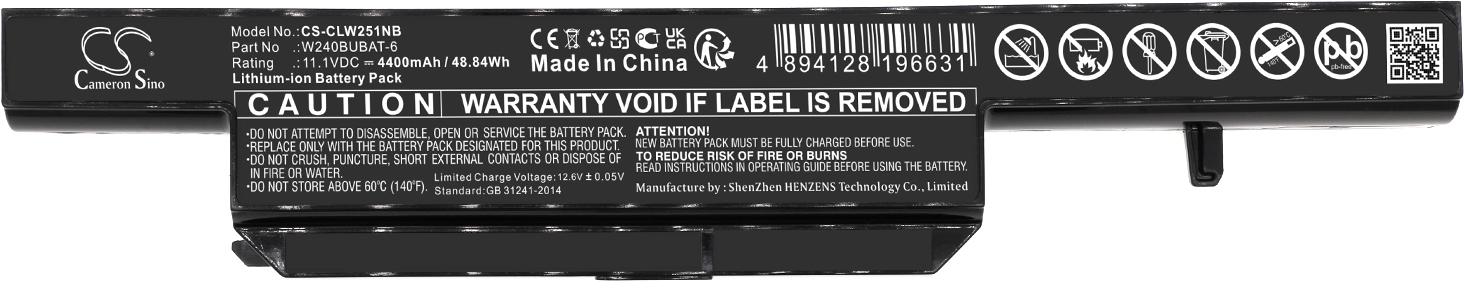 CS
Cameron Sino
Model No.:CS-CLW251NB
Part No :W240BUBAT-6
Rating :11.1VDC ⎓ 4400mAh / 48.84Wh
Lithium-ion Battery Pack
CE UKCA
Made In China
4 894128 196631
pb
pb-free
CAUTION WARRANTY VOID IF LABEL IS REMOVED
•DO NOT ATTEMPT TO DISASSEMBLE, OPEN OR SERVICE THE BATTERY PACK.
•REPLACE ONLY WITH THE BATTERY PACK DESIGNATED FOR THIS PRODUCT.
•DO NOT CRUSH, PUNCTURE, SHORT EXTERNAL CONTACTS OR DISPOSE OF
IN FIRE OR WATER.
•DO NOT STORE ABOVE 60℃ (140℉).
Limited Charge Voltage: 12.6V ± 0.05V
Standard:GB 31241-2014
ATTENTION!
NEW BATTERY PACK MUST BE FULLY CHARGED BEFORE USE.
TO REDUCE RISK OF FIRE OR BURNS
READ INSTRUCTIONS IN OPERATING GUIDE BEFORE USING THE BATTERY.
Manufacture by : ShenZhen HENZENS Technology Co., Limited